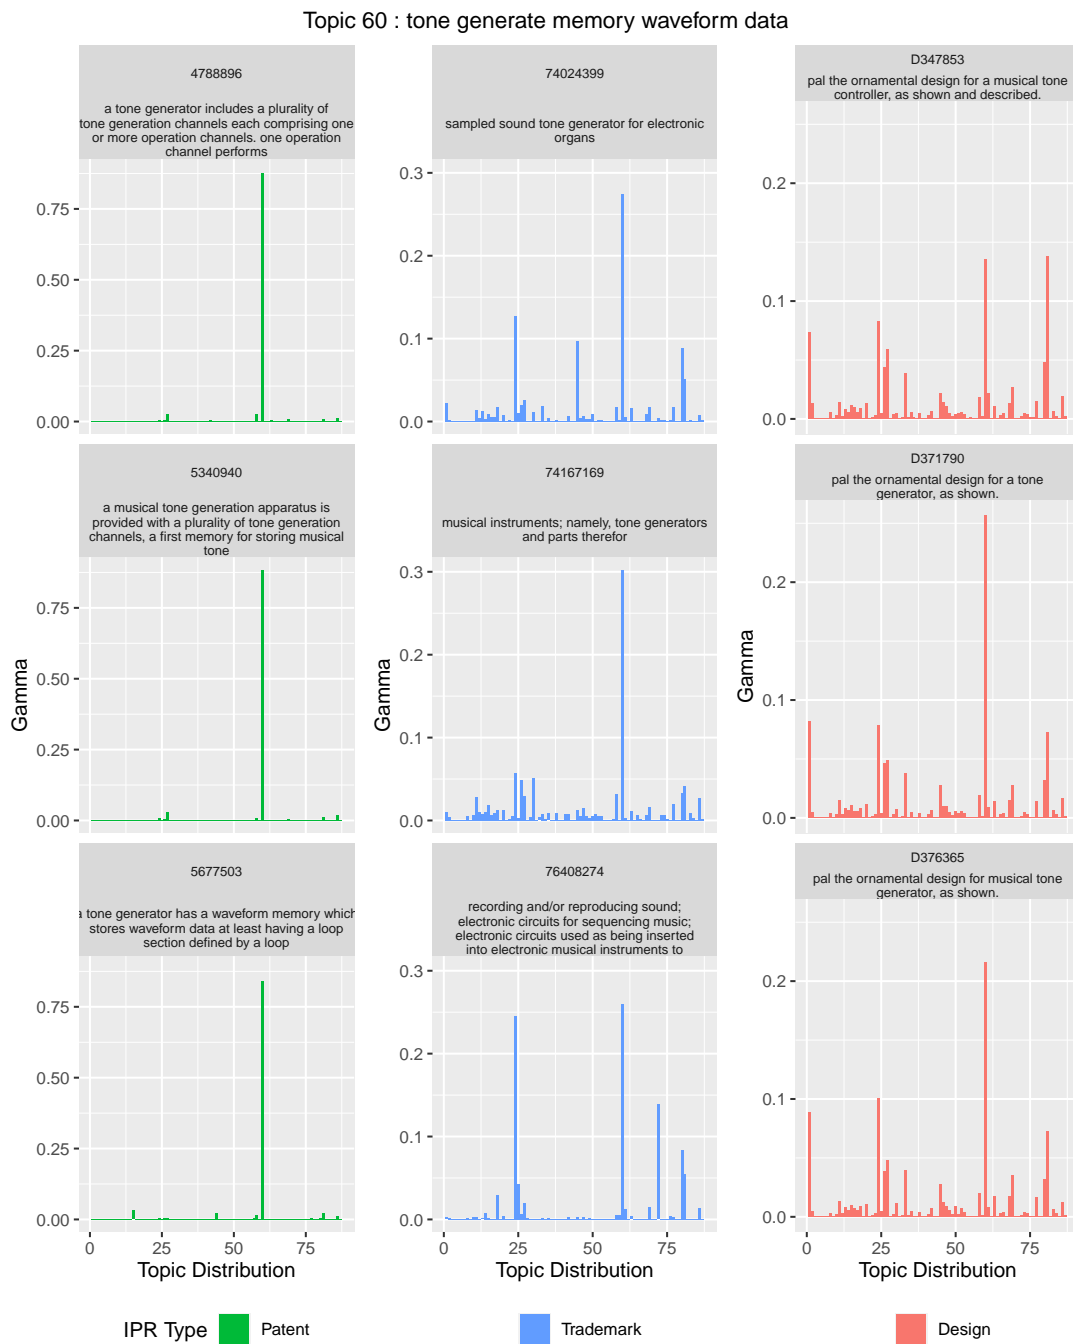 Topic 60 : tone generate memory waveform data
4788896
a tone generator includes a plurality of
tone generation channels each comprising one
or more operation channels. one operation
channel performs
74024399
sampled sound tone generator for electronic
organs
D347853
pal the ornamental design for a musical tone
controller, as shown and described.
0.75
0.50
0.25
0.00
0.3
0.2
0.1
0.0
0.2
0.1
0.0
5340940
a musical tone generation apparatus is
provided with a plurality of tone generation
channels, a first memory for storing musical
tone
74167169
musical instruments; namely, tone generators
and parts therefor
D371790
pal the ornamental design for a tone
generator, as shown.
0.75
0.50
0.25
0.00
0.3
0.2
0.1
0.0
0.2
0.1
0.0
Gamma
Gamma
Gamma
5677503
a tone generator has a waveform memory which
stores waveform data at least having a loop
section defined by a loop
76408274
recording and/or reproducing sound;
electronic circuits for sequencing music;
electronic circuits used as being inserted
into electronic musical instruments to
D376365
pal the ornamental design for musical tone
generator, as shown.
0.75
0.50
0.25
0.00
0.3
0.2
0.1
0.0
0.2
0.1
0.0
0 25 50 75
0 25 50 75
0 25 50 75
Topic Distribution
Topic Distribution
Topic Distribution
IPR Type
Patent
Trademark
Design